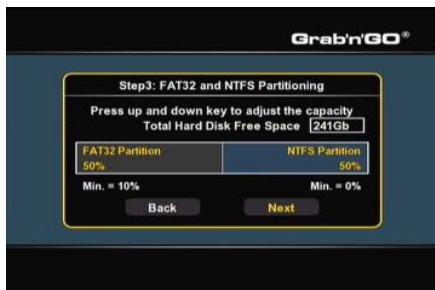 Grab'n'GO®
Step3: FAT32 and NTFS Partitioning
Press up and down key to adjust the capacity
Total Hard Disk Free Space 241Gb
FAT32 Partition NTFS Partition
50% 50%
Min. = 10% Min. = 0%
Back Next